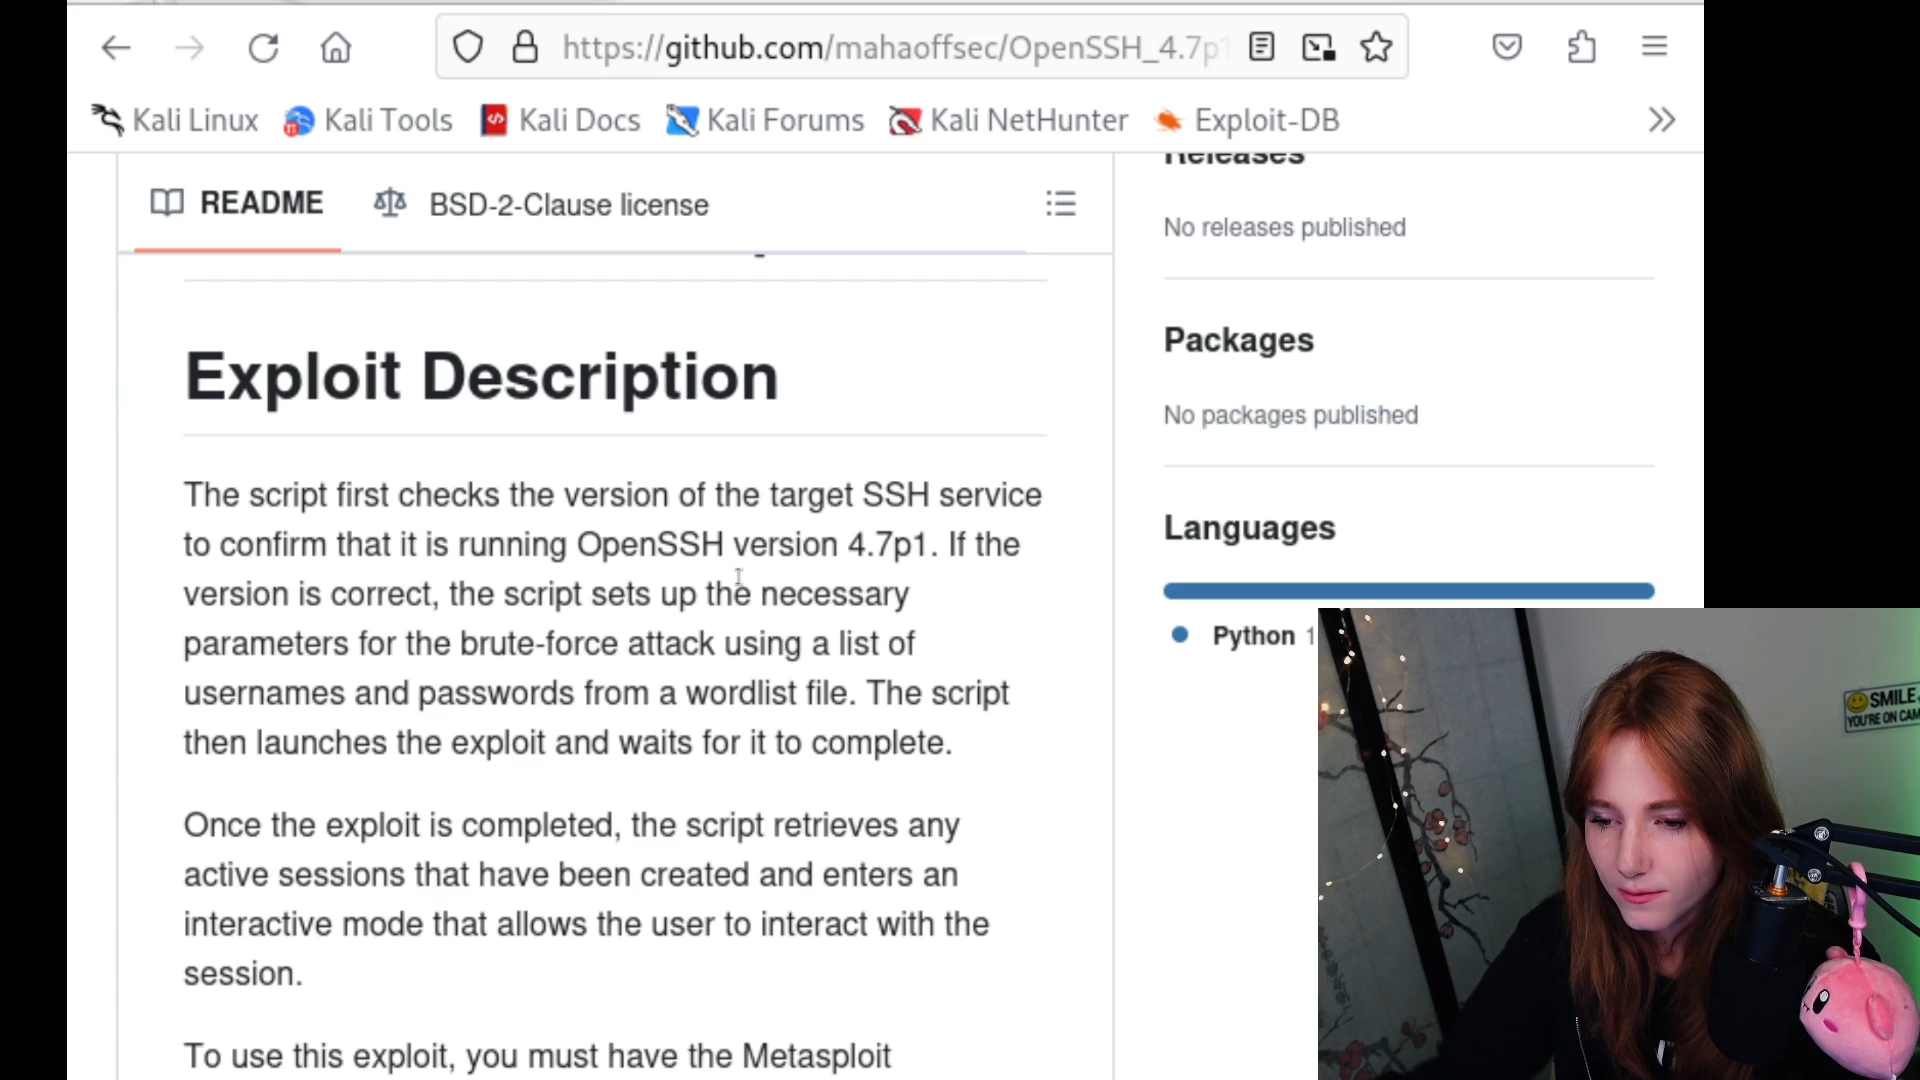 https://github.com/mahaoffsec/OpenSSH_4.7p1
Kali Linux
Kali Tools
Kali Docs
Kali Forums
Kali NetHunter
Exploit-DB
README
BSD-2-Clause license
Exploit Description
The script first checks the version of the target SSH service
to confirm that it is running OpenSSH version 4.7p1. If the
version is correct, the script sets up the necessary
parameters for the brute-force attack using a list of
usernames and passwords from a wordlist file. The script
then launches the exploit and waits for it to complete.
Once the exploit is completed, the script retrieves any
active sessions that have been created and enters an
interactive mode that allows the user to interact with the
session.
To use this exploit, you must have the Metasploit
Releases
No releases published
Packages
No packages published
Languages
Python 1
SMILE
YOU'RE ON CAM